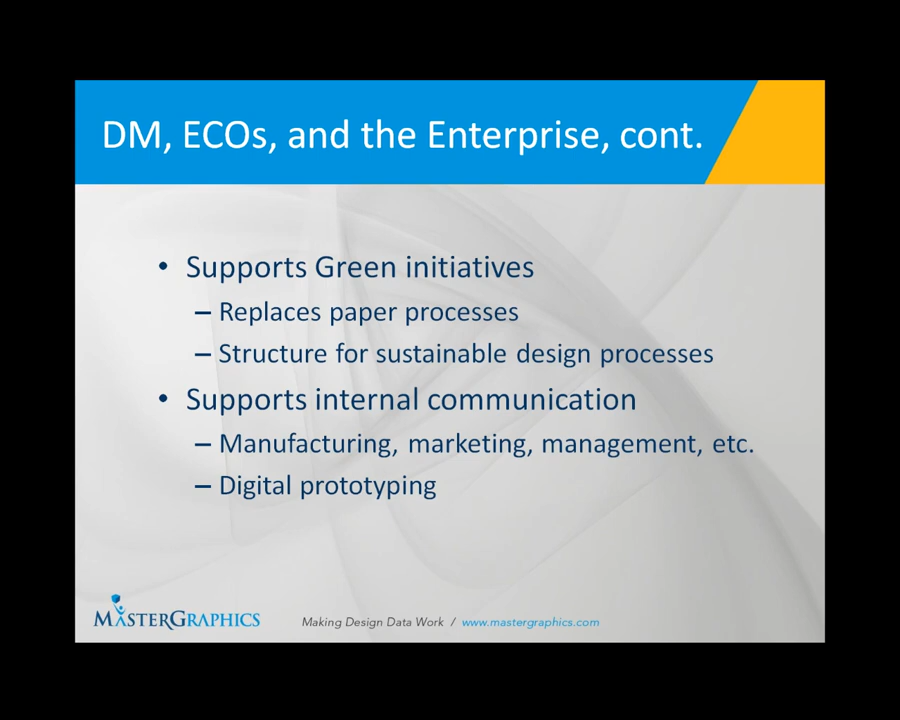 DM, ECOs, and the Enterprise, cont.
• Supports Green initiatives
– Replaces paper processes
– Structure for sustainable design processes
• Supports internal communication
– Manufacturing, marketing, management, etc.
– Digital prototyping
MASTERGRAPHICS Making Design Data Work / www.mastergraphics.com